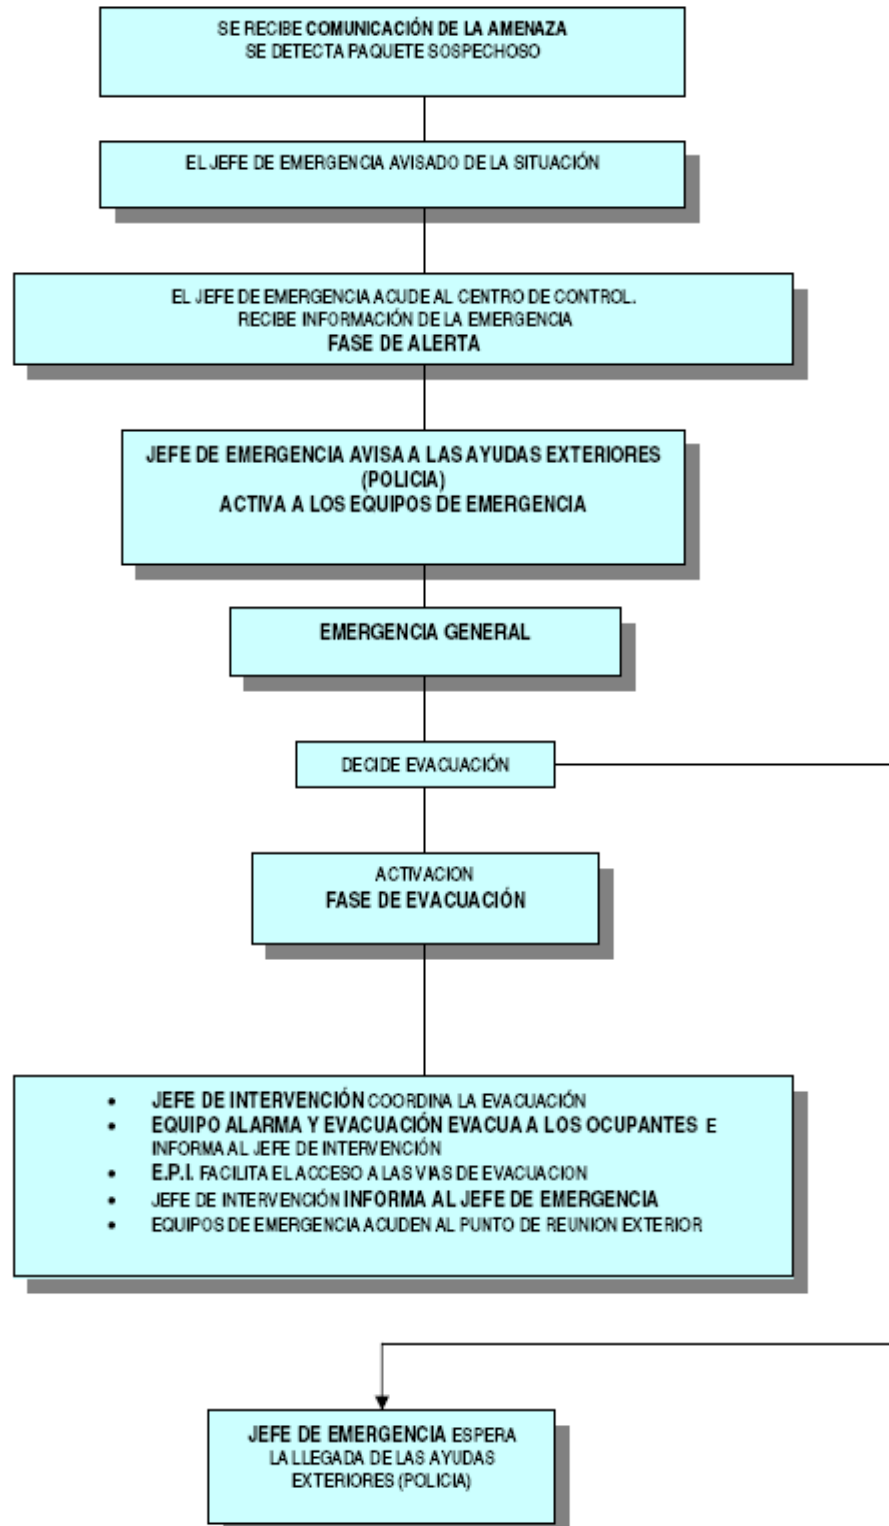 SE RECIBE COMUNICACIÓN DE LA AMENAZA
SE DETECTA PAQUETE SOSPECHOSO
EL JEFE DE EMERGENCIA AVISADO DE LA SITUACIÓN
EL JEFE DE EMERGENCIA ACUDE AL CENTRO DE CONTROL.
RECIBE INFORMACIÓN DE LA EMERGENCIA
FASE DE ALERTA
JEFE DE EMERGENCIA AVISA A LAS AYUDAS EXTERIORES
(POLICIA)
ACTIVA A LOS EQUIPOS DE EMERGENCIA
EMERGENCIA GENERAL
DECIDE EVACUACIÓN
ACTIVACION
FASE DE EVACUACIÓN
• JEFE DE INTERVENCIÓN COORDINA LA EVACUACIÓN
• EQUIPO ALARMA Y EVACUACIÓN EVACUA A LOS OCUPANTES E
INFORMA AL JEFE DE INTERVENCIÓN
• E.P.I. FACILITA EL ACCESO A LAS VIAS DE EVACUACION
• JEFE DE INTERVENCIÓN INFORMA AL JEFE DE EMERGENCIA
• EQUIPOS DE EMERGENCIA ACUDEN AL PUNTO DE REUNION EXTERIOR
JEFE DE EMERGENCIA ESPERA
LA LLEGADA DE LAS AYUDAS
EXTERIORES (POLICIA)